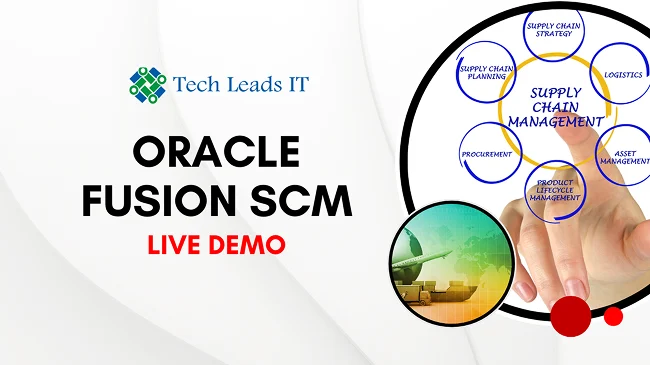 Tech Leads IT
ORACLE
FUSION SCM
LIVE DEMO
SUPPLY CHAIN
STRATEGY
SUPPLY CHAIN
PLANNING
LOGISTICS
SUPPLY
CHAIN
MANAGEMENT
PROCUREMENT
ASSET
MANAGEMENT
PRODUCT
LIFECYCLE
MANAGEMENT